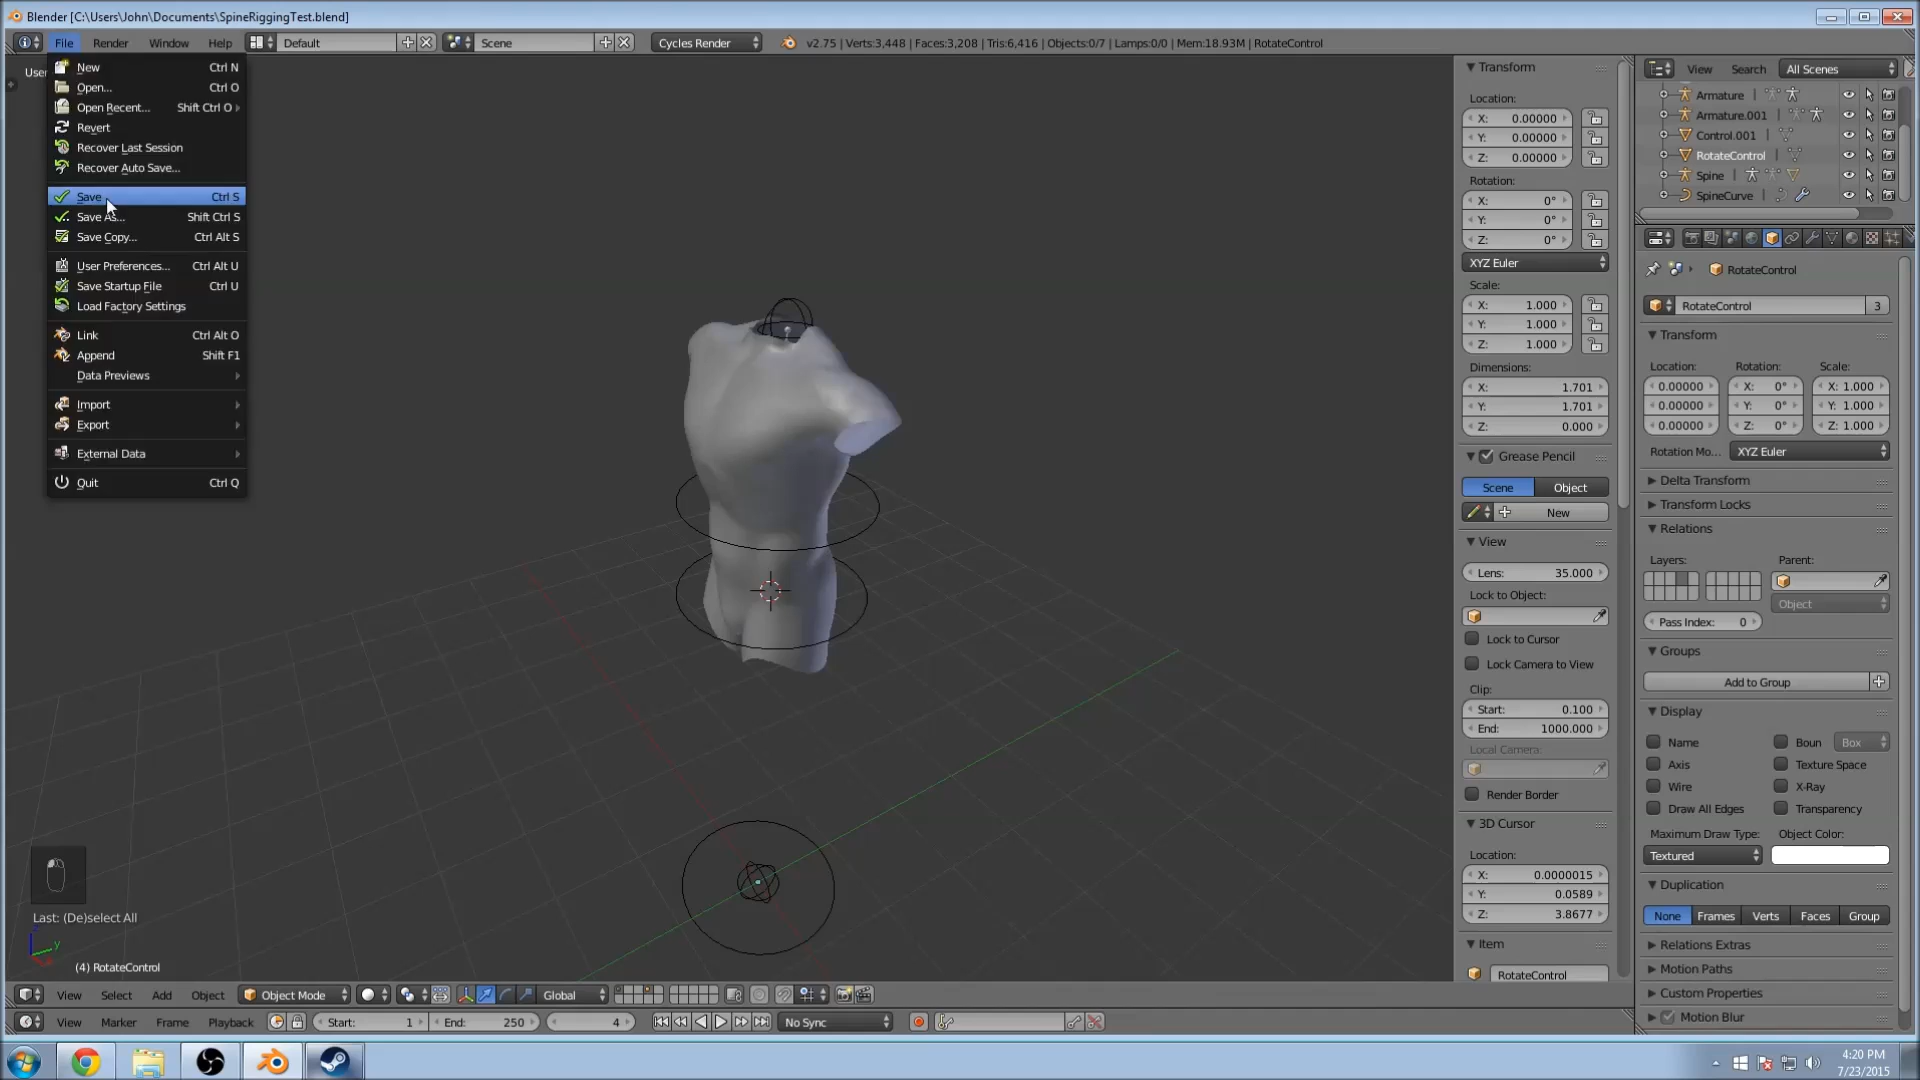 Blender [C:\Users\John\Documents\SpineRiggingTest.blend]
File Render Window Help Default Scene Cycles Render v2.75 | Verts:3,448 | Faces:3,208 | Tris:6,416 | Objects:0/7 | Lamps:0/0 | Mem:18.93M | RotateControl
User
New Ctrl N
Open... Ctrl O
Open Recent... Shift Ctrl O
Revert
Recover Last Session
Recover Auto Save...
Save Ctrl S
Save As... Shift Ctrl S
Save Copy... Ctrl Alt S
User Preferences... Ctrl Alt U
Save Startup File Ctrl U
Load Factory Settings
Link Ctrl Alt O
Append Shift F1
Data Previews
Import
Export
External Data
Quit Ctrl Q
Last: (De)select All
(4) RotateControl
Transform
Location:
X: 0.00000
Y: 0.00000
Z: 0.00000
Rotation:
X: 0°
Y: 0°
Z: 0°
XYZ Euler
Scale:
X: 1.000
Y: 1.000
Z: 1.000
Dimensions:
X: 1.701
Y: 1.701
Z: 0.000
Grease Pencil
Scene Object
New
View
Lens: 35.000
Lock to Object:
Lock to Cursor
Lock Camera to View
Clip:
Start: 0.100
End: 1000.000
Local Camera:
Render Border
3D Cursor
Location:
X: 0.0000015
Y: 0.0589
Z: 3.8677
Item
RotateControl
View Search All Scenes
Armature
Armature.001
Control.001
RotateControl
Spine
SpineCurve
RotateControl
RotateControl 3
Transform
Location: Rotation: Scale:
0.00000 X: 0° X: 1.000
0.00000 Y: 0° Y: 1.000
0.00000 Z: 0° Z: 1.000
Rotation Mo... XYZ Euler
Delta Transform
Transform Locks
Relations
Layers: Parent:
Object
Pass Index: 0
Groups
Add to Group
Display
Name Boun Box
Axis Texture Space
Wire X-Ray
Draw All Edges Transparency
Maximum Draw Type: Object Color:
Textured
Duplication
None Frames Verts Faces Group
Relations Extras
Motion Paths
Custom Properties
Motion Blur
View Select Add Object Object Mode Global
View Marker Frame Playback Start: 1 End: 250 4 No Sync
4:20 PM
7/23/2015